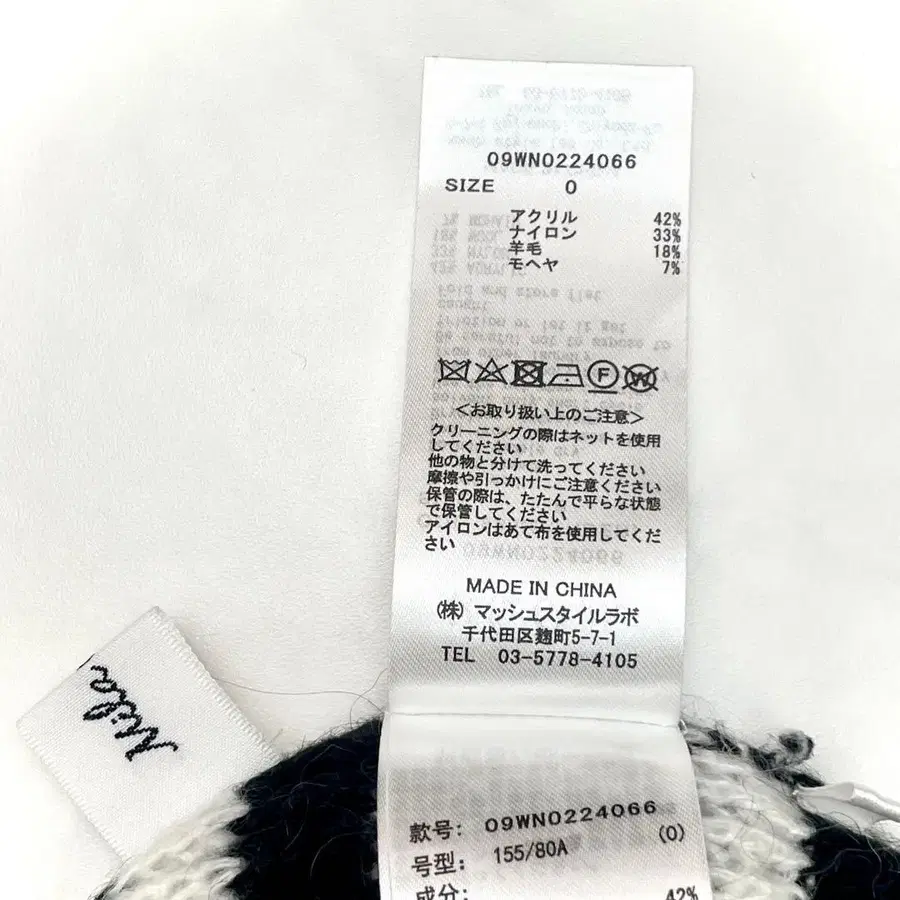 09WN0224066
SIZE 0
アクリル 42%
ナイロン 33%
羊毛 18%
モヘヤ 7%
F
W
<お取り扱い上のご注意>
クリーニングの際はネットを使用
してください
他の物と分けて洗ってください
摩擦や引っかけにご注意ください
保管の際は、たたんで平らな状態
で保管してください
アイロンはあて布を使用してくだ
さい
MADE IN CHINA
(株) マッシュスタイルラボ
千代田区麹町5-7-1
TEL 03-5778-4105
Mila
款号: 09WN0224066
号型: 155/80A (0)
成分: 42%